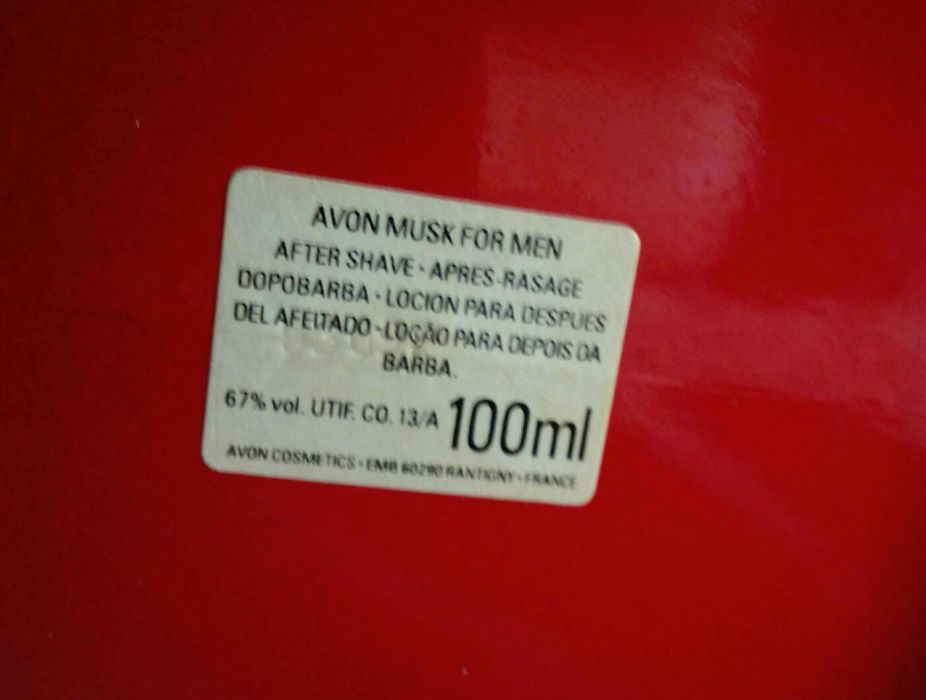 AVON MUSK FOR MEN
AFTER SHAVE · APRES-RASAGE
DOPOBARBA · LOCION PARA DESPUES
DEL AFEITADO · LOÇÃO PARA DEPOIS DA
BARBA.
67% vol. UTIF. CO. 13/A 100ml
AVON COSMETICS · EMB 60290 RANTIGNY · FRANCE